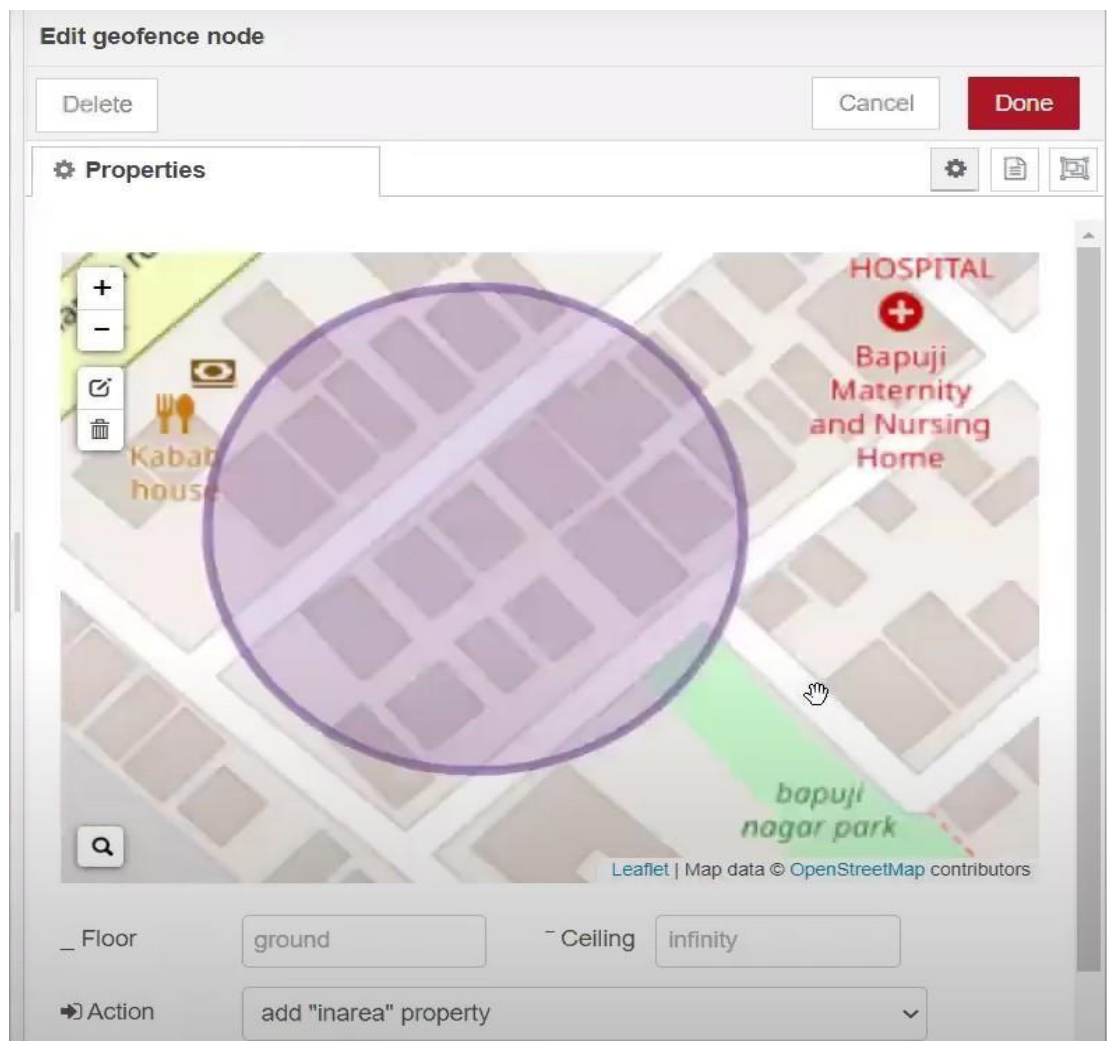 Edit geofence node
Delete
Cancel
Done
Properties
+
−
HOSPITAL
Bapuji
Maternity
and Nursing
Home
Kabab
house
bapuji
nagar park
Leaflet | Map data © OpenStreetMap contributors
_ Floor
ground
¯ Ceiling
infinity
Action
add "inarea" property